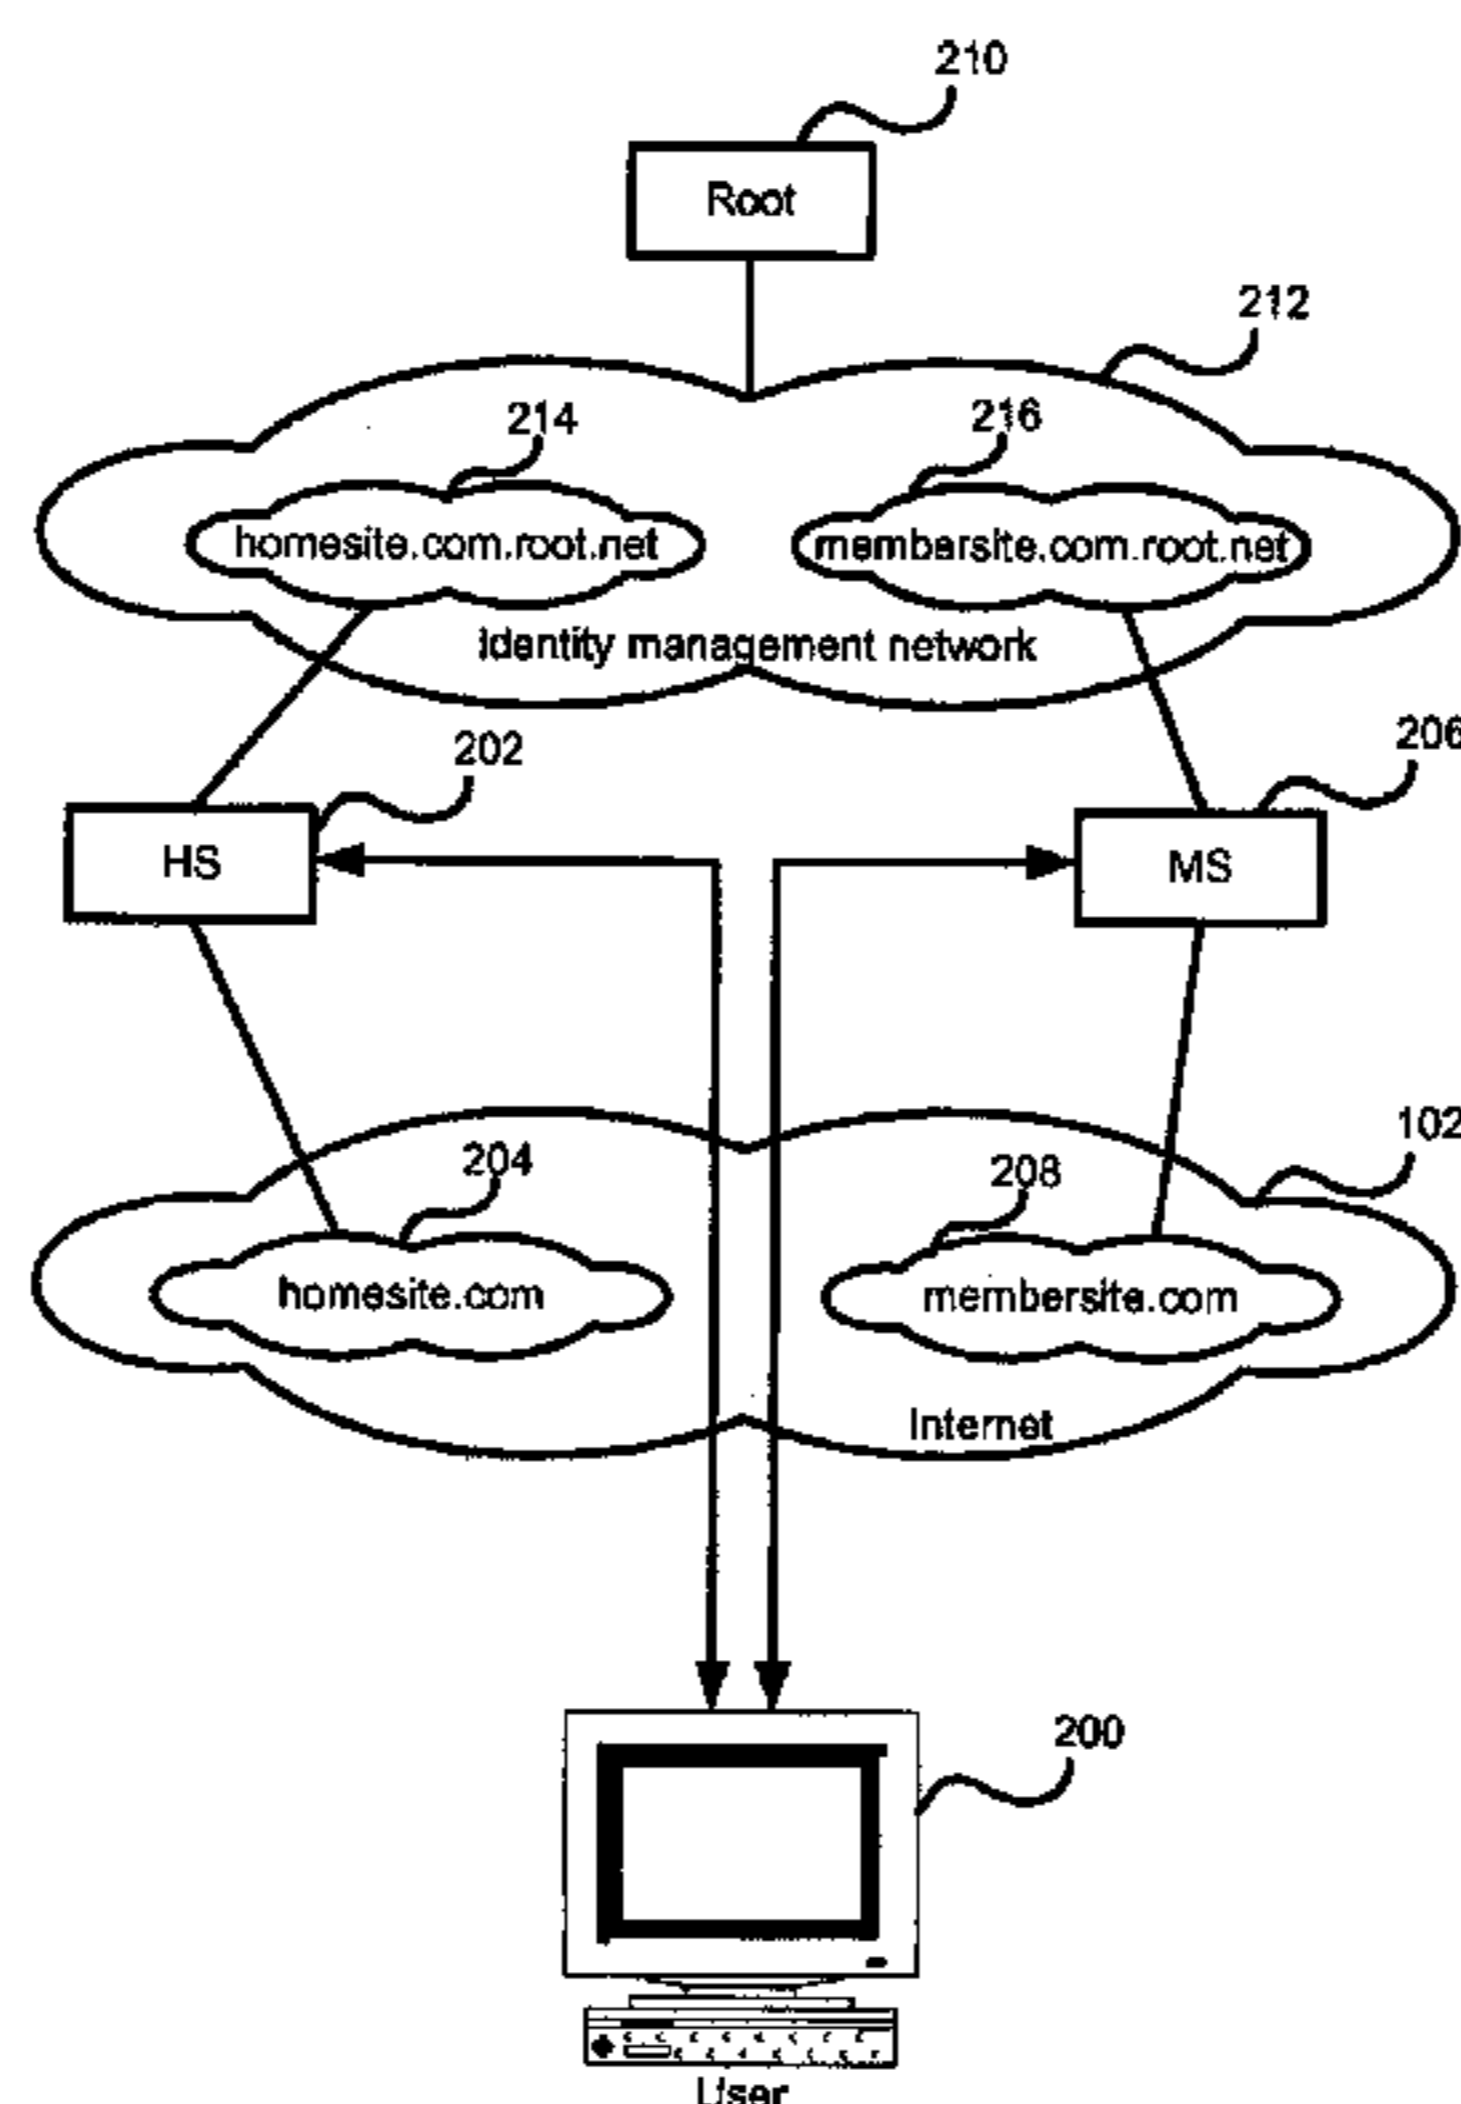 210
Root
212
214
216
homesite.com.root.net
membersite.com.root.net
Identity management network
202
206
HS
MS
102
204
208
homesite.com
membersite.com
Internet
200
User